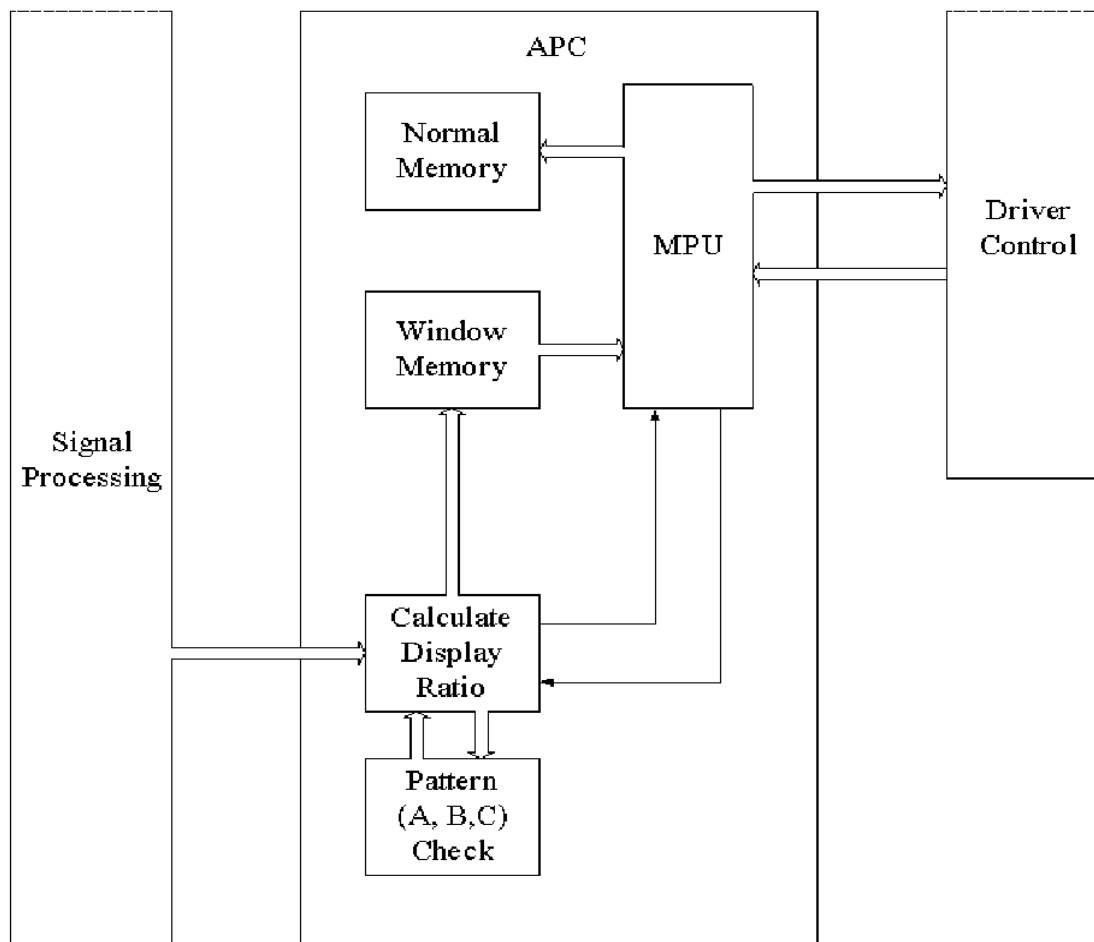 APC
Normal
Memory
MPU
Driver
Control
Window
Memory
Signal
Processing
Calculate
Display
Ratio
Pattern
(A, B,C)
Check